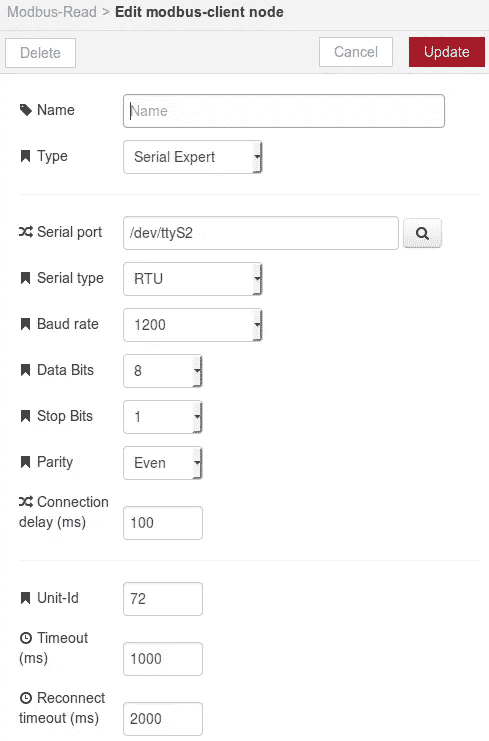 Modbus-Read > Edit modbus-client node
Delete Cancel Update
Name Name
Type Serial Expert
Serial port /dev/ttyS2
Serial type RTU
Baud rate 1200
Data Bits 8
Stop Bits 1
Parity Even
Connection
delay (ms) 100
Unit-Id 72
Timeout
(ms) 1000
Reconnect
timeout (ms) 2000